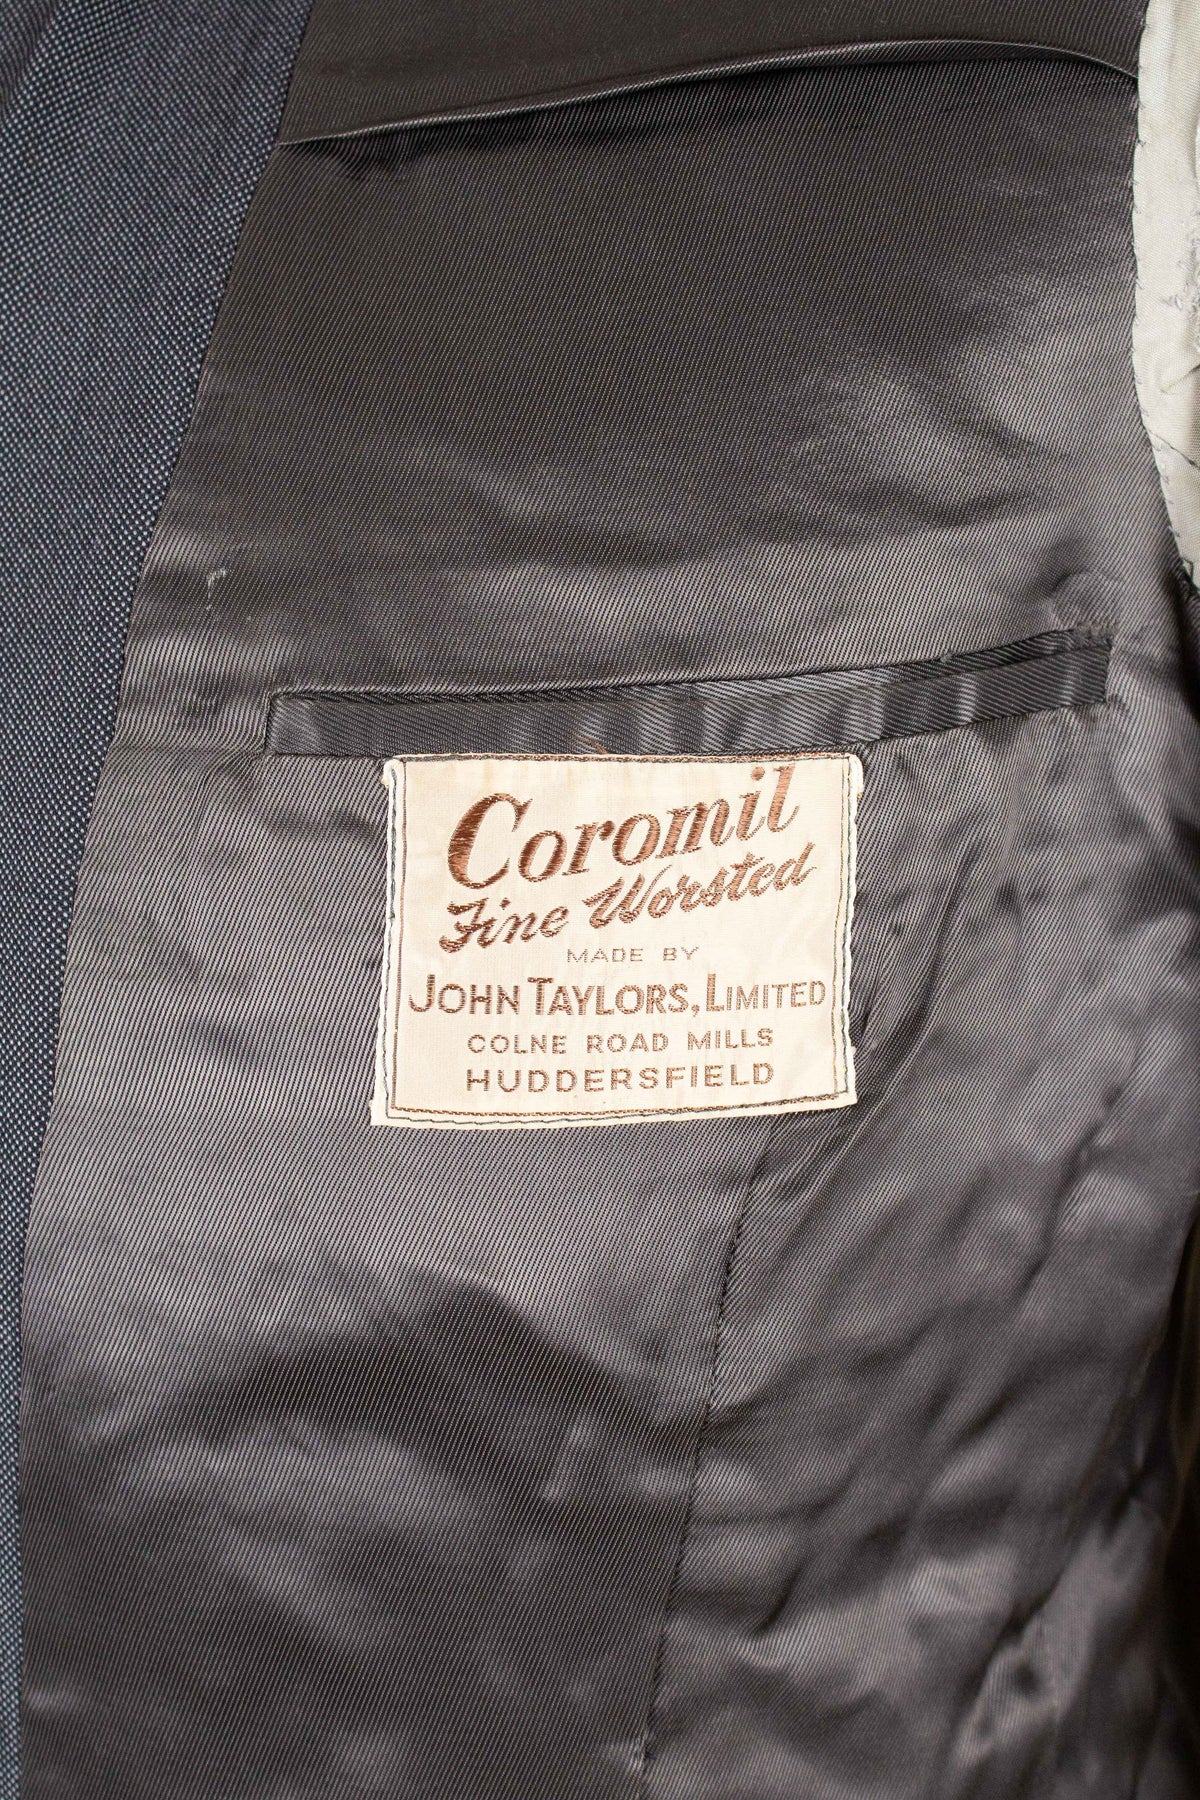 Coromil
Fine Worsted
MADE BY
JOHN TAYLORS, LIMITED
COLNE ROAD MILLS
HUDDERSFIELD